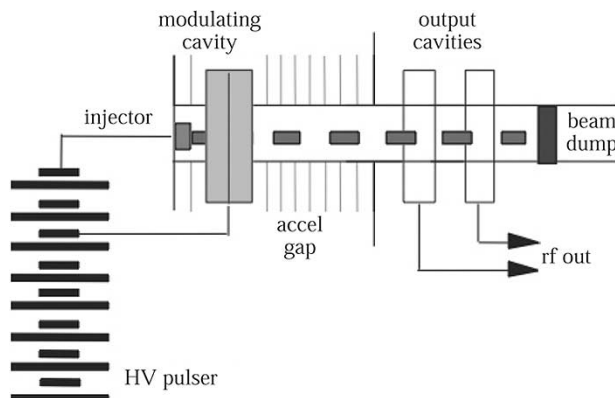 modulating
cavity
output
cavities
injector
beam
dump
accel
gap
rf out
HV pulser